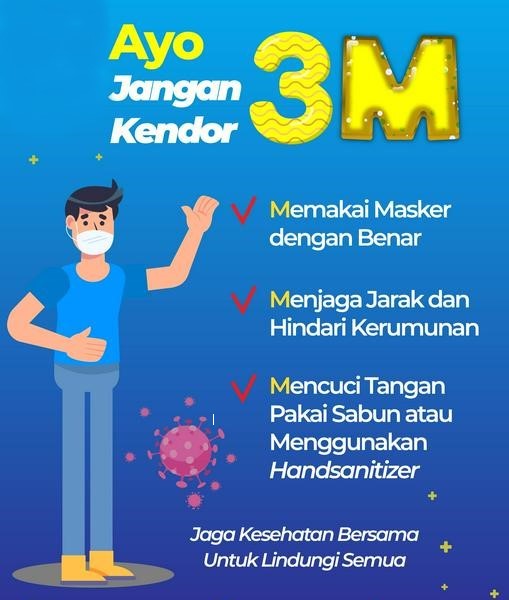 Ayo
Jangan
Kendor
3M
Memakai Masker
dengan Benar
Menjaga Jarak dan
Hindari Kerumunan
Mencuci Tangan
Pakai Sabun atau
Menggunakan
Handsanitizer
Jaga Kesehatan Bersama
Untuk Lindungi Semua